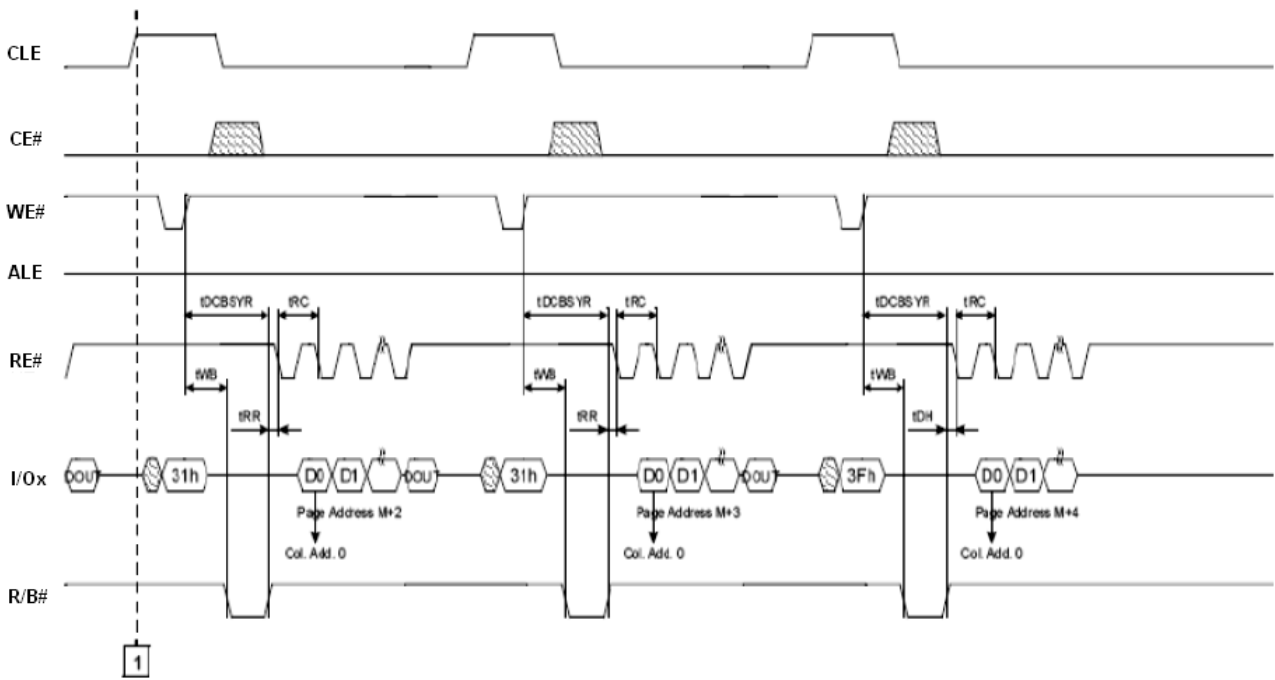 CLE
CE#
WE#
ALE
tDCBSYR tRC tDCBSYR tRC tDCBSYR tRC
RE#
tWB tWB tWB
tRR tRR tDH
I/Ox DOUT 31h D0 D1 DOUT 31h D0 D1 DOUT 3Fh D0 D1
Page Address M+2 Page Address M+3 Page Address M+4
Col. Add. 0 Col. Add. 0 Col. Add. 0
R/B#
1